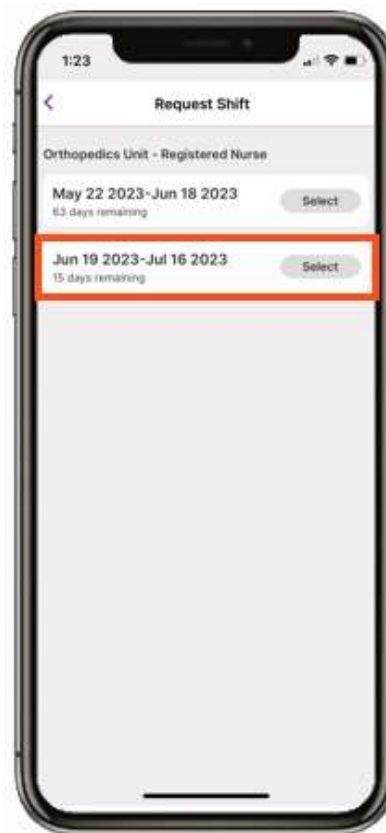 1:23
Request Shift
Orthopedics Unit - Registered Nurse
May 22 2023-Jun 18 2023
Select
63 days remaining
Jun 19 2023-Jul 16 2023
Select
15 days remaining